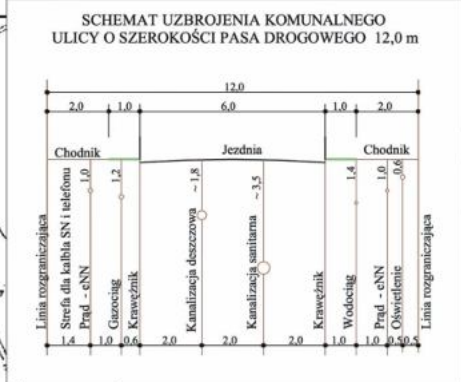 SCHEMAT UZBROJENIA KOMUNALNEGO
ULICY O SZEROKOŚCI PASA DROGOWEGO 12,0 m
12,0
2,0 1,0 6,0 1,0 2,0
Chodnik Jezdnia Chodnik
Linia rozgraniczająca
Strefa dla kalbla SN i telefonu
Prąd - eNN 1,0
Gazociąg 1,2
Krawężnik
Kanalizacja deszczowa ~ 1,8
Kanalizacja sanitarna ~ 3,5
Krawężnik
Wodociąg 1,4
Prąd - eNN 1,0
Oświetlenie 0,6
Linia rozgraniczająca
1,4 1,0 0,6 2,0 2,0 2,0 1,0 1,0 0,5 0,5